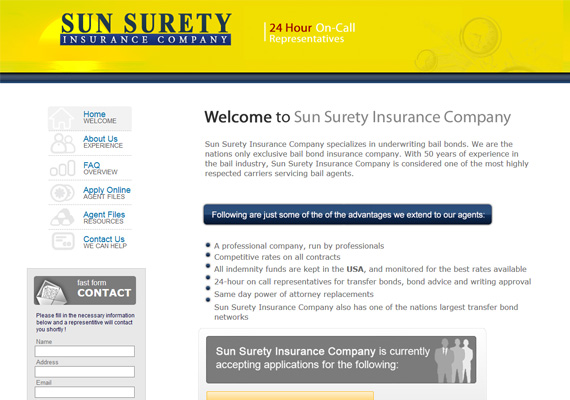 SUN SURETY
INSURANCE COMPANY
24 Hour On-Call
Representatives
Home
WELCOME
About Us
EXPERIENCE
FAQ
OVERVIEW
Apply Online
AGENT FILES
Agent Files
RESOURCES
Contact Us
WE CAN HELP
fast form
CONTACT
Please fill in the necessary information
below and a representitive will contact
you shortly !
Name
Address
Email
Welcome to Sun Surety Insurance Company
Sun Surety Insurance Company specializes in underwriting bail bonds. We are the
nations only exclusive bail bond insurance company. With 50 years of experience in
the bail industry, Sun Surety Insurance Company is considered one of the most highly
respected carriers servicing bail agents.
Following are just some of the of the advantages we extend to our agents:
A professional company, run by professionals
Competitive rates on all contracts
All indemnity funds are kept in the USA, and monitored for the best rates available
24-hour on call representatives for transfer bonds, bond advice and writing approval
Same day power of attorney replacements
Sun Surety Insurance Company also has one of the nations largest transfer bond
networks
Sun Surety Insurance Company is currently
accepting applications for the following: